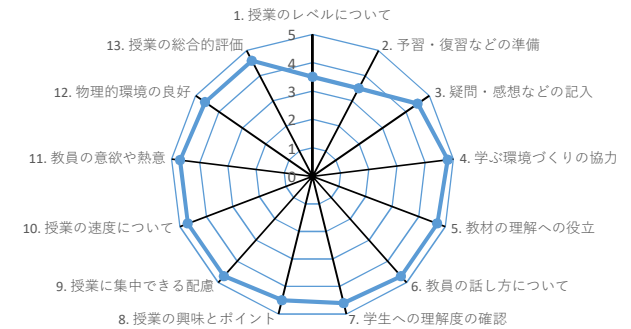 1. 授業のレベルについて
2. 予習・復習などの準備
3. 疑問・感想などの記入
4. 学ぶ環境づくりの協力
5. 教材の理解への役立
6. 教員の話し方について
7. 学生への理解度の確認
8. 授業の興味とポイント
9. 授業に集中できる配慮
10. 授業の速度について
11. 教員の意欲や熱意
12. 物理的環境の良好
13. 授業の総合的評価
5
4
3
2
1
0